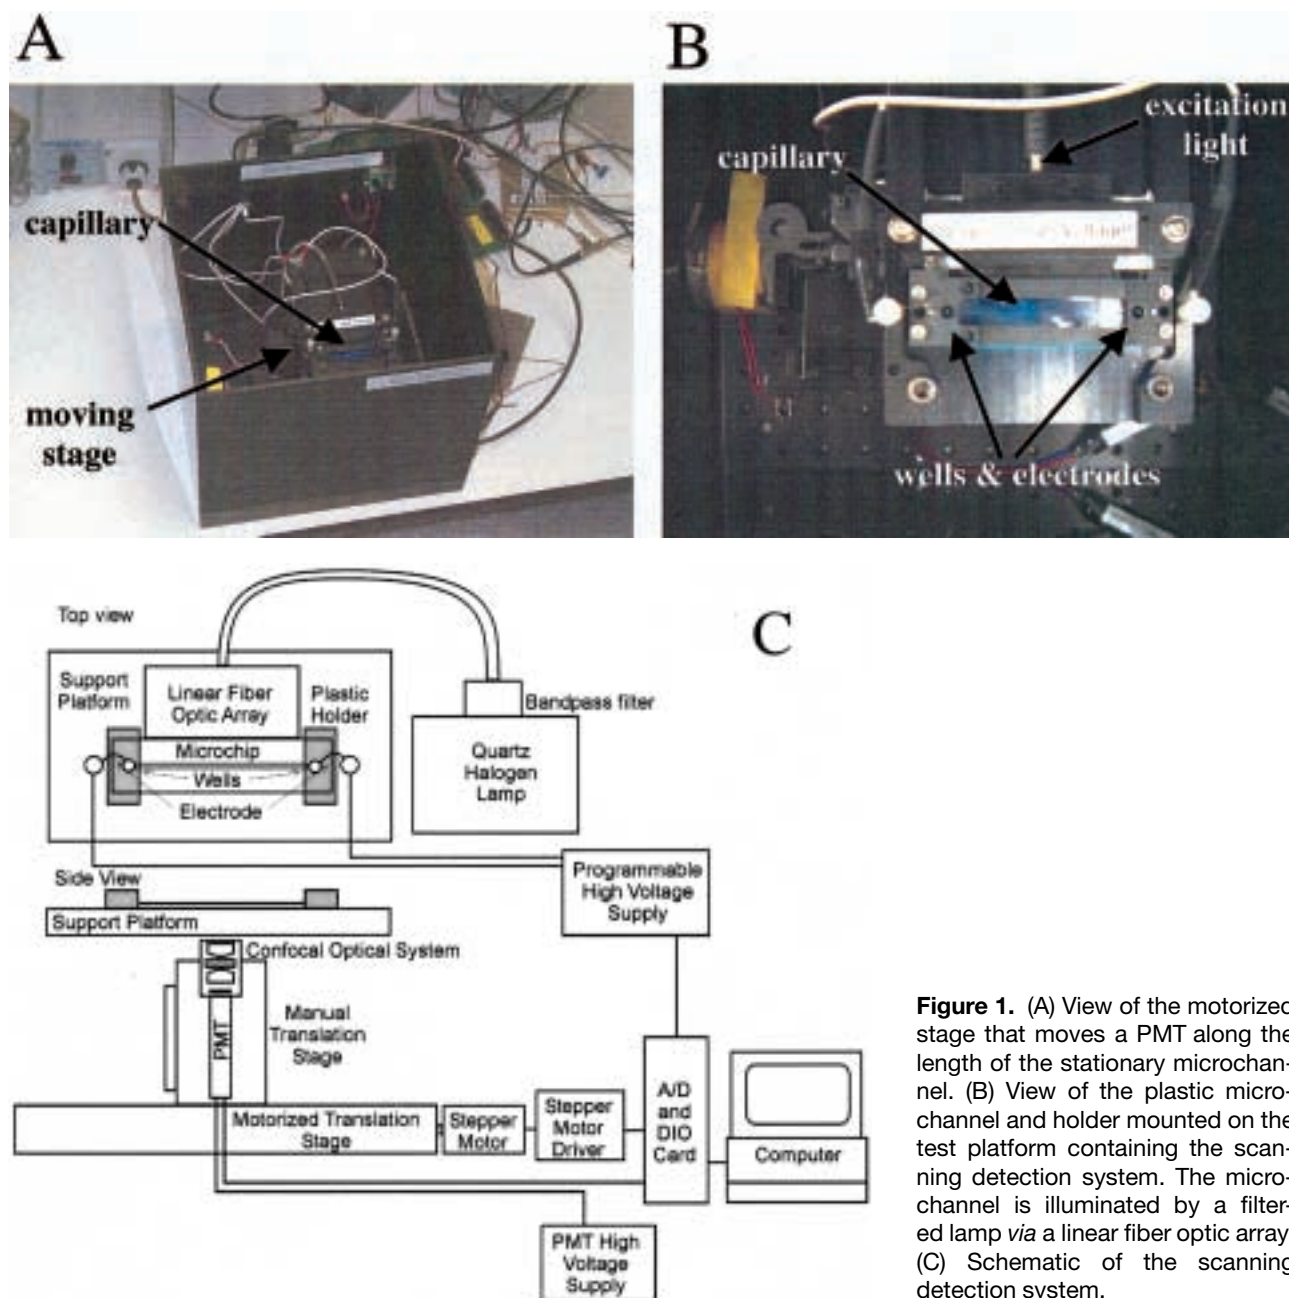 A
B
capillary
moving
stage
excitation
light
capillary
wells & electrodes
C
Top view
Support
Platform
Linear Fiber
Optic Array
Plastic
Holder
Microchip
Wells
Electrode
Bandpass filter
Quartz
Halogen
Lamp
Programmable
High Voltage
Supply
Side View
Support Platform
Confocal Optical System
Manual
Translation
Stage
PMT
Motorized Translation
Stage
Stepper
Motor
Stepper
Motor
Driver
A/D
and
DIO
Card
Computer
PMT High
Voltage
Supply
Figure 1. (A) View of the motorized
stage that moves a PMT along the
length of the stationary microchan-
nel. (B) View of the plastic micro-
channel and holder mounted on the
test platform containing the scan-
ning detection system. The micro-
channel is illuminated by a filter-
ed lamp via a linear fiber optic array
(C) Schematic of the scanning
detection system.